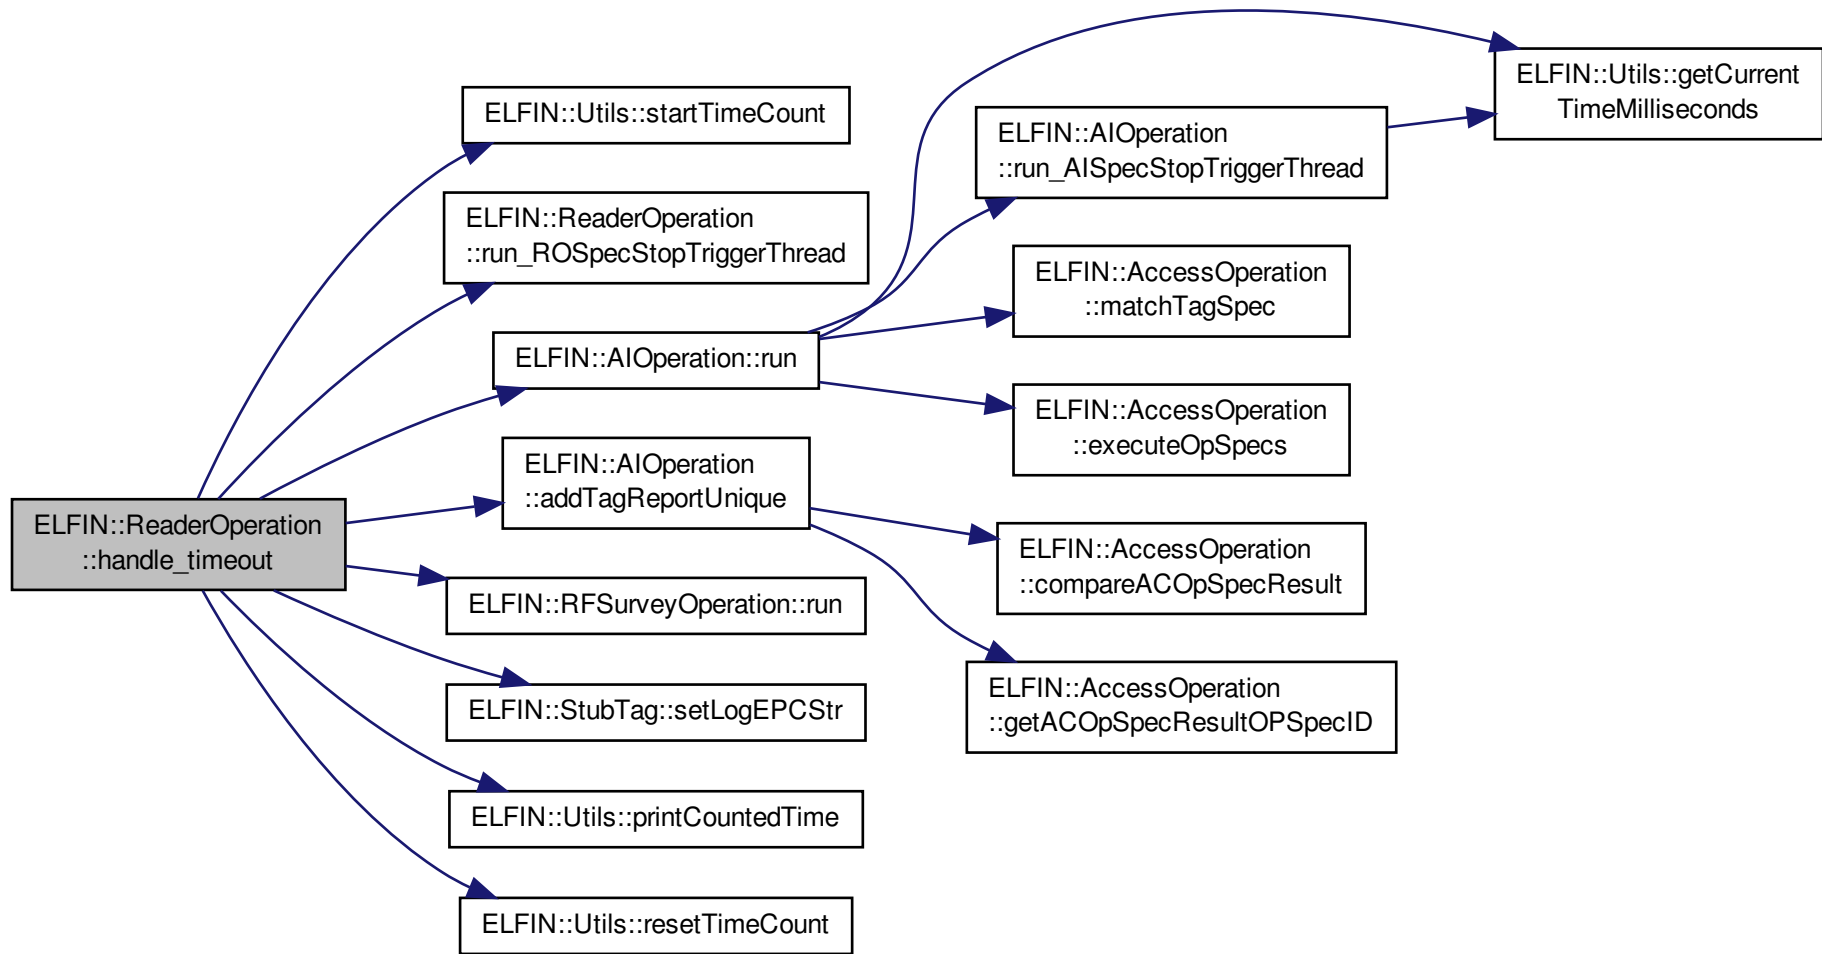 ELFIN::ReaderOperation
::handle_timeout
ELFIN::Utils::startTimeCount
ELFIN::ReaderOperation
::run_ROSpecStopTriggerThread
ELFIN::AIOperation::run
ELFIN::AIOperation
::addTagReportUnique
ELFIN::RFSurveyOperation::run
ELFIN::StubTag::setLogEPCStr
ELFIN::Utils::printCountedTime
ELFIN::Utils::resetTimeCount
ELFIN::AIOperation
::run_AISpecStopTriggerThread
ELFIN::AccessOperation
::matchTagSpec
ELFIN::AccessOperation
::executeOpSpecs
ELFIN::AccessOperation
::compareACOpSpecResult
ELFIN::AccessOperation
::getACOpSpecResultOPSpecID
ELFIN::Utils::getCurrent
TimeMilliseconds